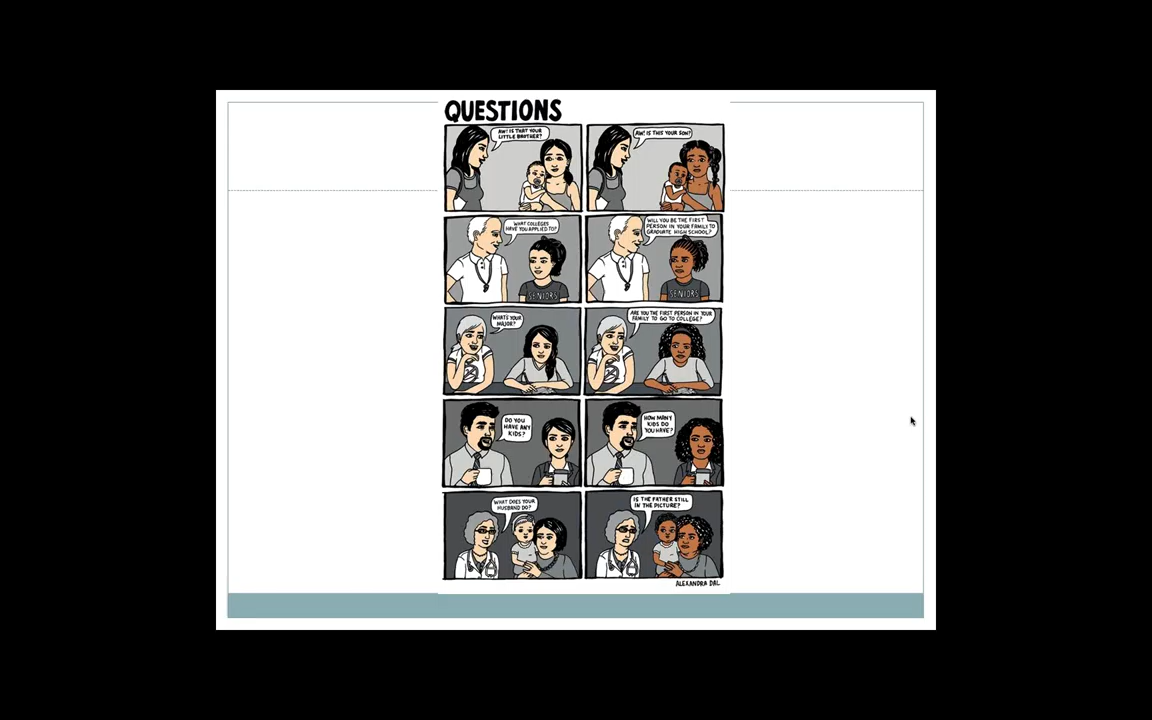 QUESTIONS
AW! IS THAT YOUR
LITTLE BROTHER?
AW! IS THIS YOUR SON?
WHAT COLLEGES
HAVE YOU APPLIED TO?
SENIORS
WILL YOU BE THE FIRST
PERSON IN YOUR FAMILY TO
GRADUATE HIGH SCHOOL?
SENIORS
WHAT'S YOUR
MAJOR?
ARE YOU THE FIRST PERSON IN YOUR
FAMILY TO GO TO COLLEGE?
DO YOU
HAVE ANY
KIDS?
HOW MANY
KIDS DO
YOU HAVE?
WHAT DOES YOUR
HUSBAND DO?
IS THE FATHER STILL
IN THE PICTURE?
ALEXANDRA DAL